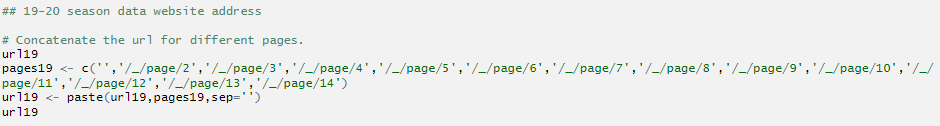 ## 19-20 season data website address
# Concatenate the url for different pages.
url19
pages19 <- c('','/_/page/2','/_/page/3','/_/page/4','/_/page/5','/_/page/6','/_/page/7','/_/page/8','/_/page/9','/_/page/10','/_/
page/11','/_/page/12','/_/page/13','/_/page/14')
url19 <- paste(url19,pages19,sep='')
url19